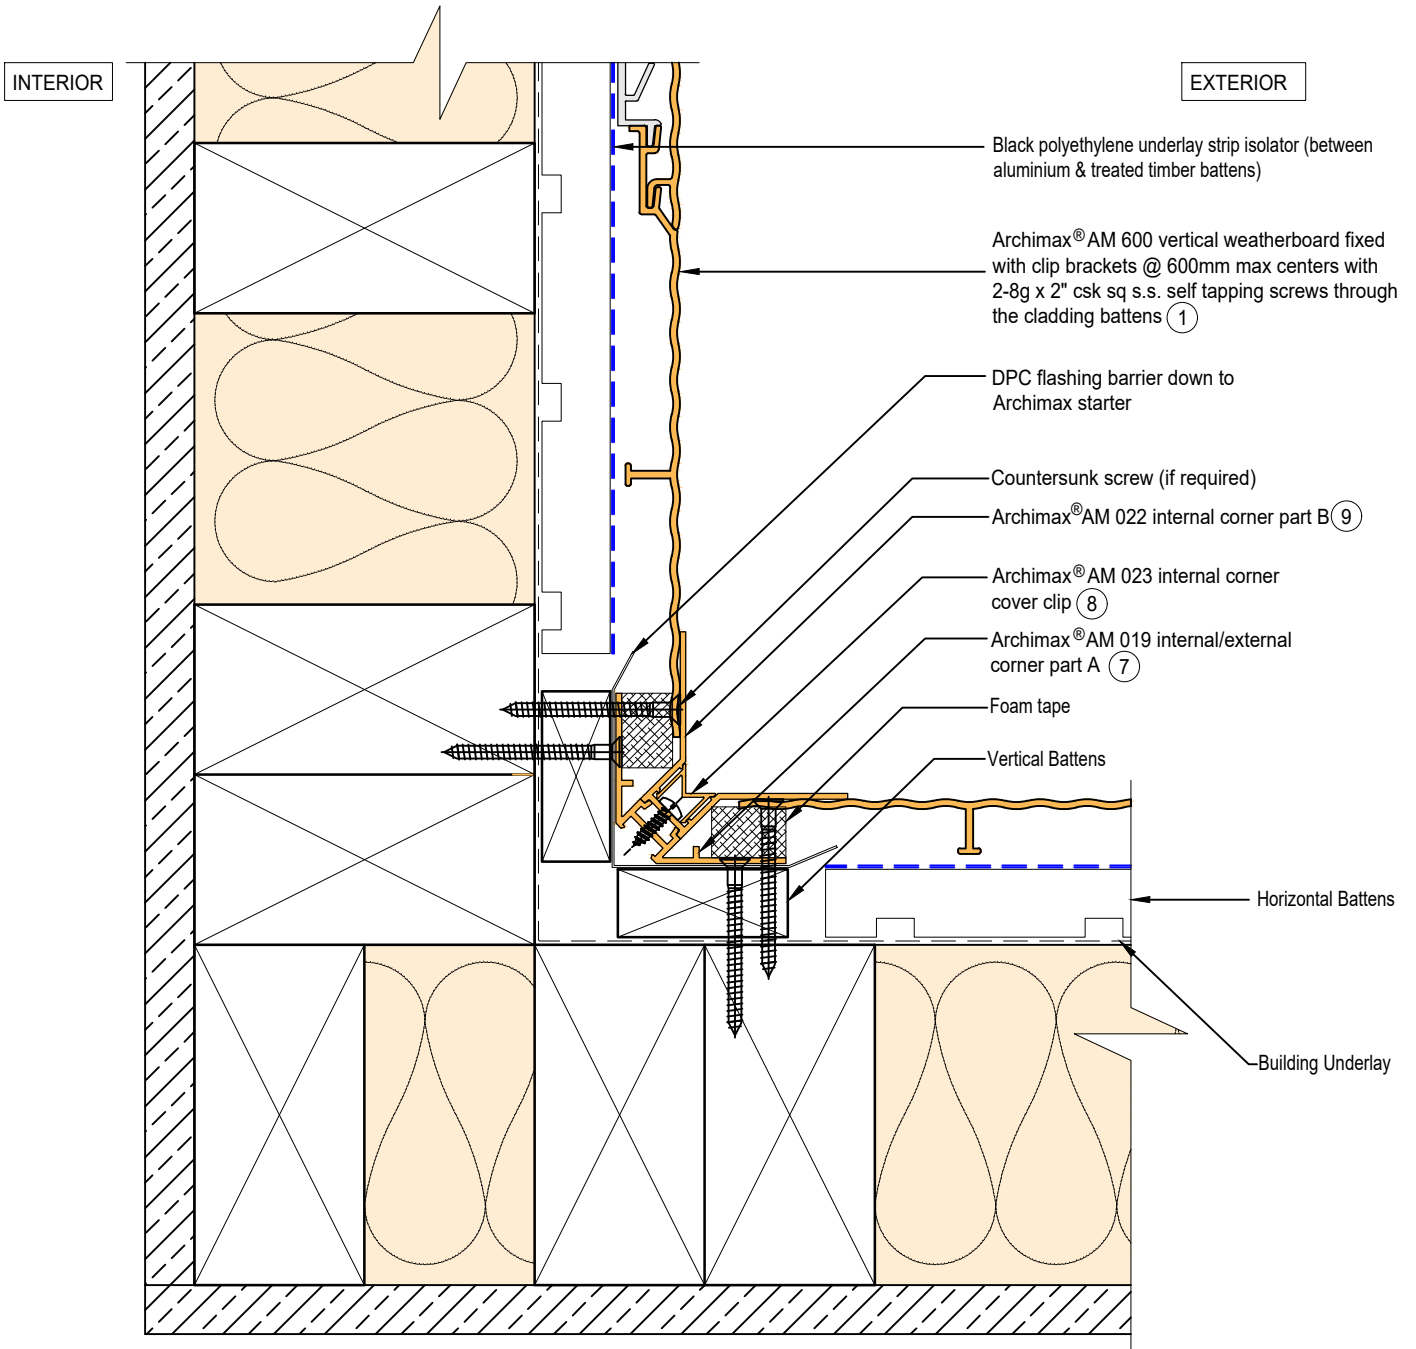 INTERIOR
EXTERIOR
Black polyethylene underlay strip isolator (between
aluminium & treated timber battens)
Archimax® AM 600 vertical weatherboard fixed
with clip brackets @ 600mm max centers with
2-8g x 2" csk sq s.s. self tapping screws through
the cladding battens 1
DPC flashing barrier down to
Archimax starter
Countersunk screw (if required)
Archimax® AM 022 internal corner part B 9
Archimax® AM 023 internal corner
cover clip 8
Archimax® AM 019 internal/external
corner part A 7
Foam tape
Vertical Battens
Horizontal Battens
Building Underlay